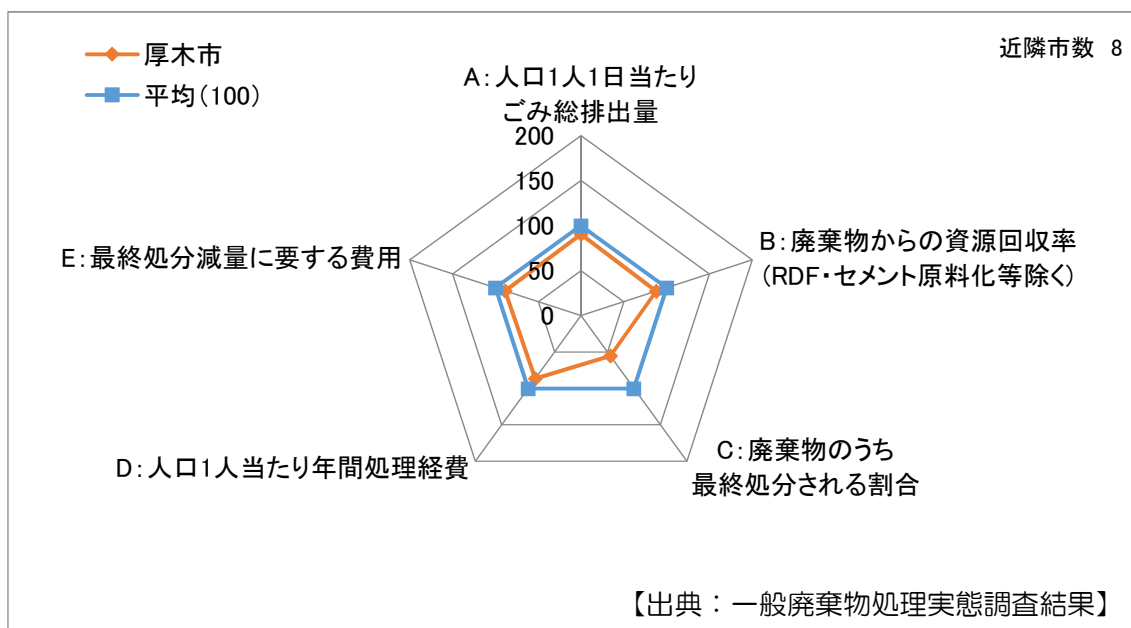 厚木市
平均(100)
近隣市数 8
A:人口1人1日当たり
ごみ総排出量
200
150
100
50
0
B:廃棄物からの資源回収率
(RDF・セメント原料化等除く)
C:廃棄物のうち
最終処分される割合
D:人口1人当たり年間処理経費
E:最終処分減量に要する費用
【出典:一般廃棄物処理実態調査結果】